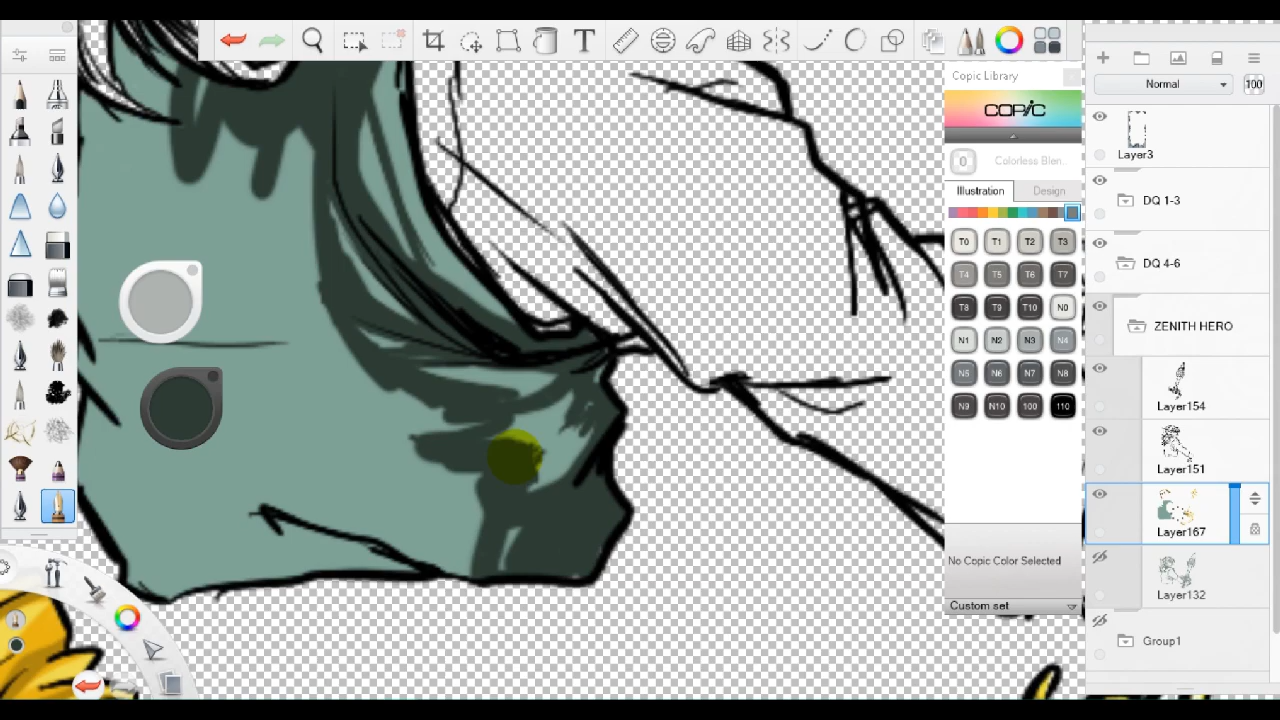 T
Copic Library
COPIC
0 Colorless Blen..
Illustration Design
T0 T1 T2 T3
T4 T5 T6 T7
T8 T9 T10 N0
N1 N2 N3 N4
N5 N6 N7 N8
N9 N10 100 110
No Copic Color Selected
Custom set
Normal 100
Layer3
DQ 1-3
DQ 4-6
ZENITH HERO
Layer154
Layer151
Layer167
Layer132
Group1